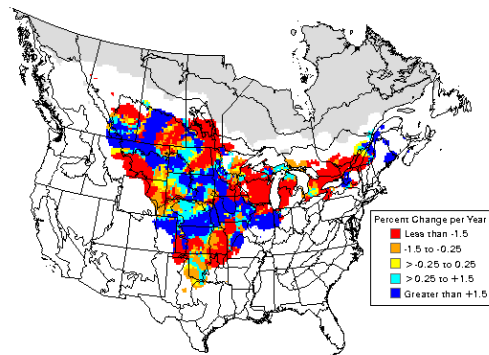 Percent Change per Year
Less than -1.5
-1.5 to -0.25
> -0.25 to 0.25
> 0.25 to +1.5
Greater than +1.5